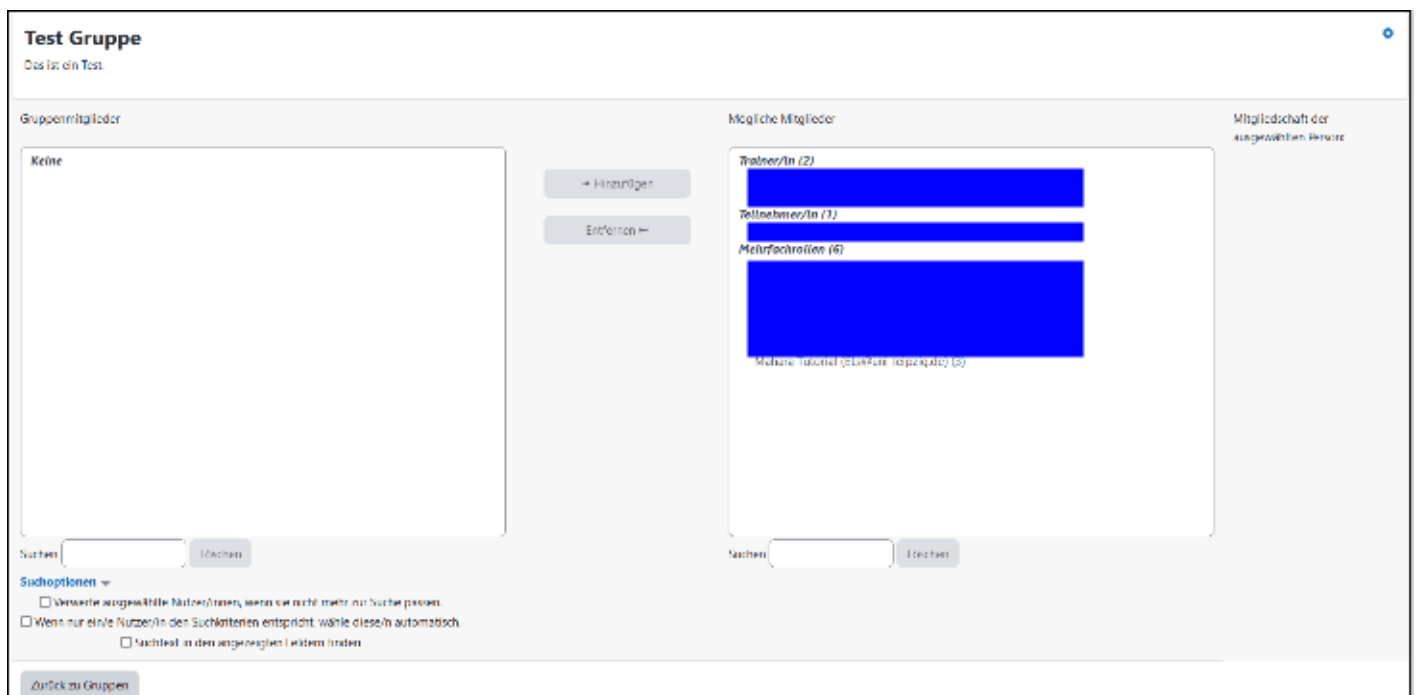 Test Gruppe
Das ist ein Test.
Gruppenmitglieder
Keine
→ Hinzufügen
Entfernen ←
Mögliche Mitglieder
Trainer/in (2)
Teilnehmer/in (1)
Mehrfachrollen (6)
Mahara Tutorial
Mitgliedschaft der
ausgewählten Person:
Suchen
Löschen
Suchen
Löschen
Suchoptionen
Verwerfe ausgewählte Nutzer/innen, wenn sie nicht mehr zur Suche passen.
Wenn nur ein/e Nutzer/in den Suchkriterien entspricht, wähle diese/n automatisch.
Suchtext in den angezeigten Feldern finden
Zurück zu Gruppen